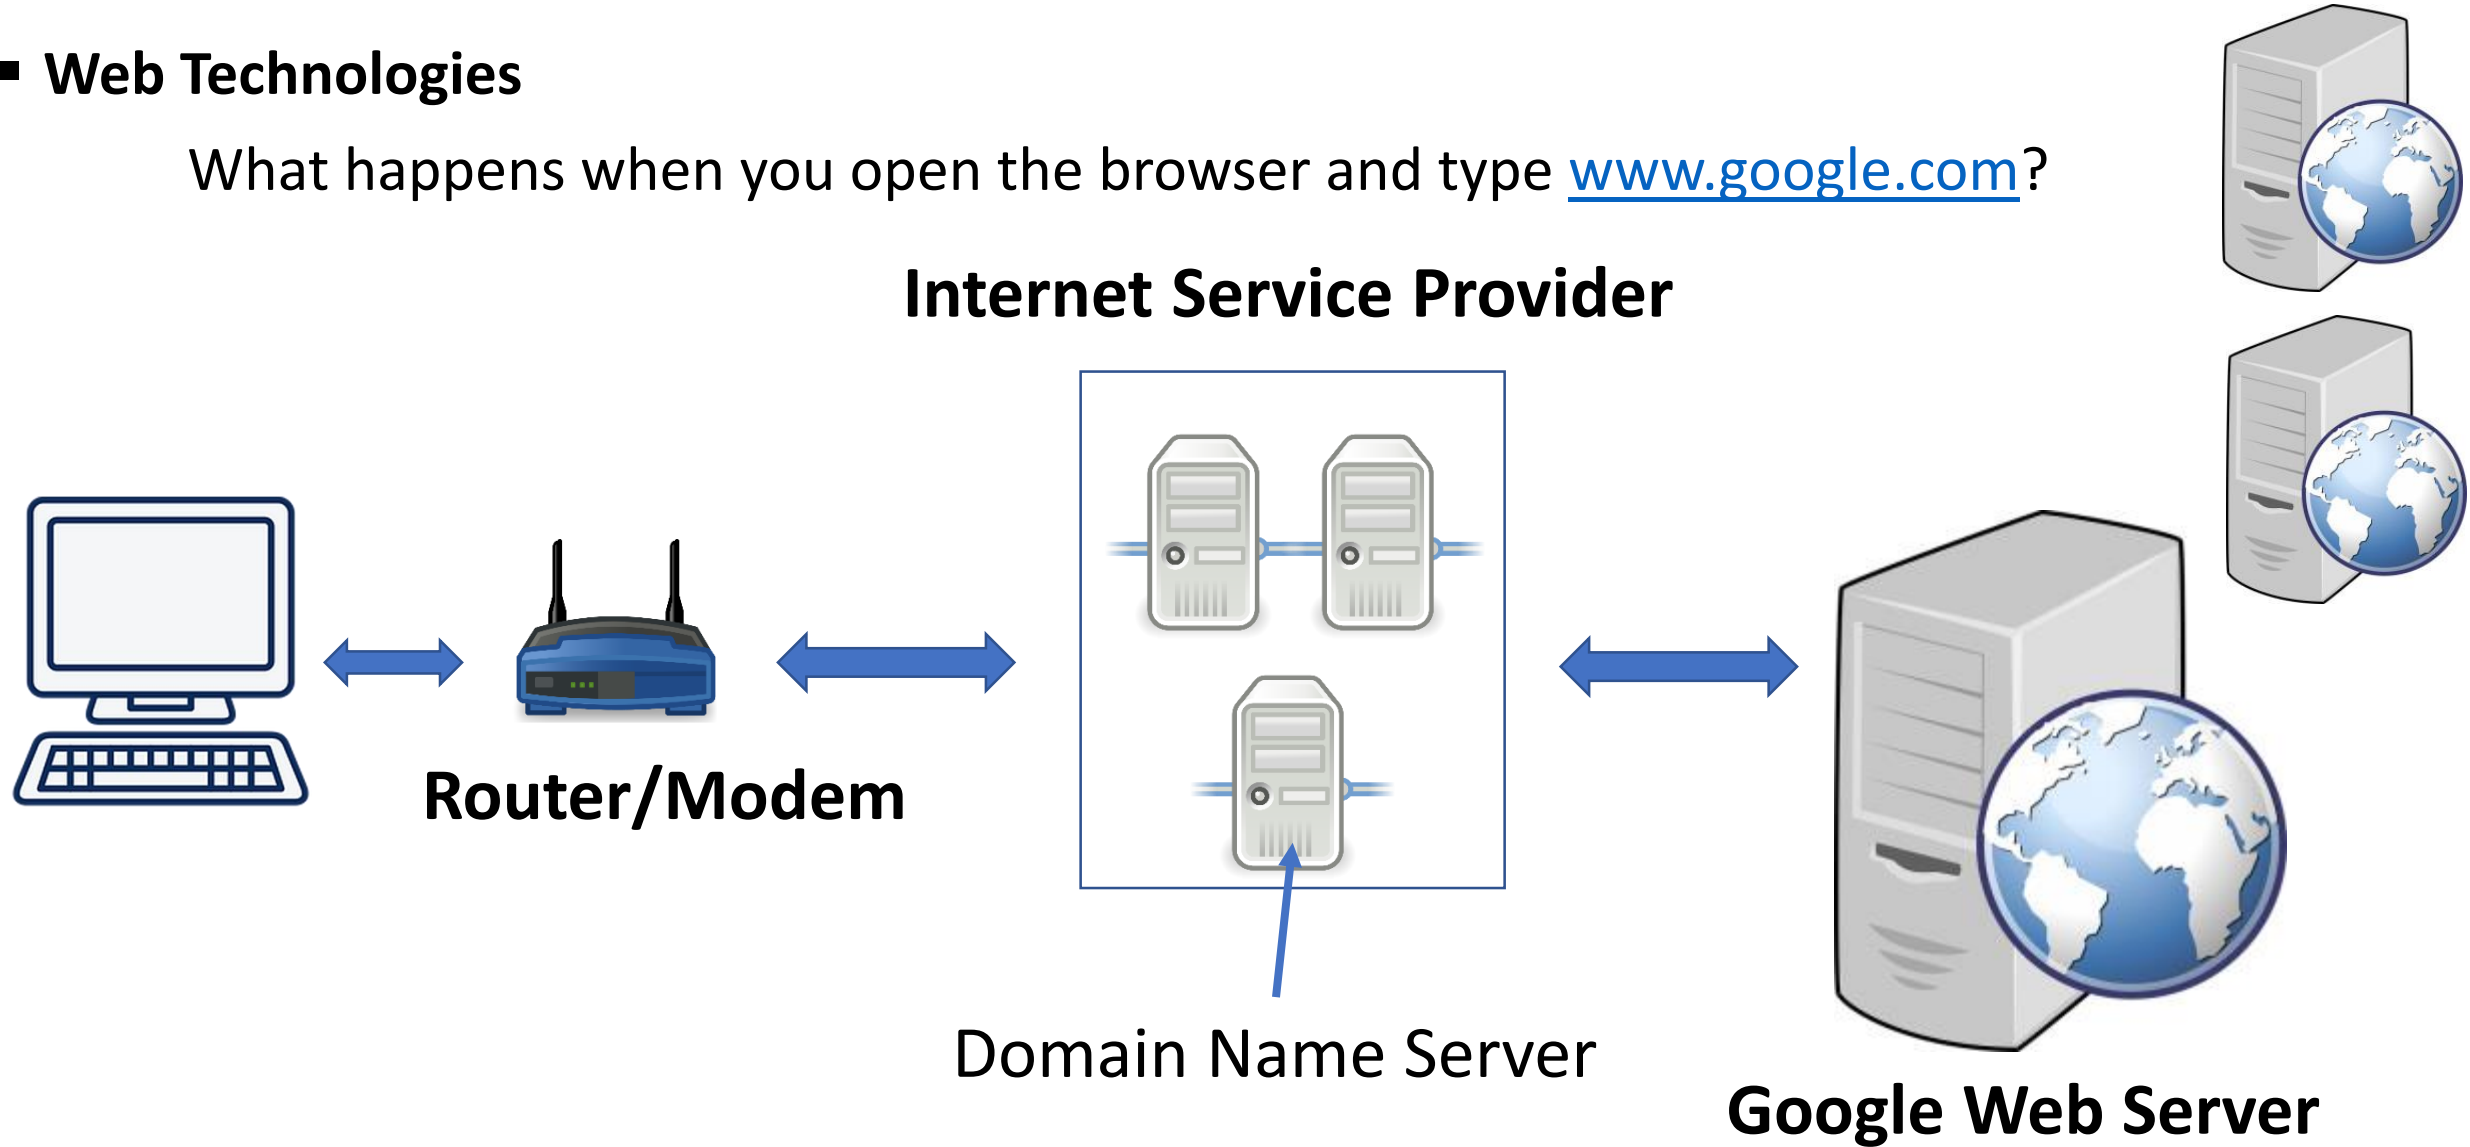 ▪ Web Technologies
What happens when you open the browser and type www.google.com?
Internet Service Provider
Router/Modem
Domain Name Server
Google Web Server